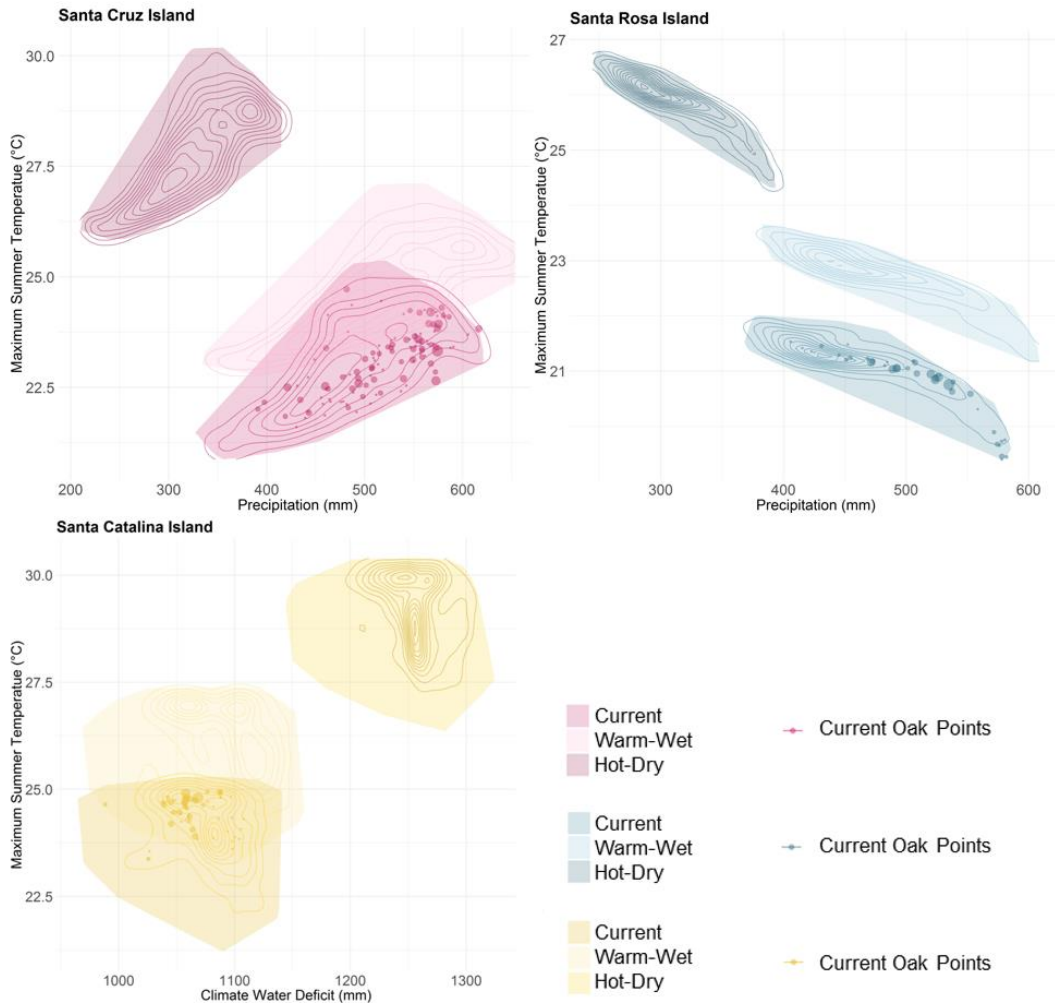 Santa Cruz Island
30.0
27.5
25.0
22.5
Maximum Summer Temperatue (°C)
200 300 400 500 600
Precipitation (mm)
Santa Rosa Island
27
25
23
21
Maximum Summer Temperatue (°C)
300 400 500 600
Precipitation (mm)
Santa Catalina Island
30.0
27.5
25.0
22.5
Maximum Summer Temperatue (°C)
1000 1100 1200 1300
Climate Water Deficit (mm)
Current
Warm-Wet
Hot-Dry
Current Oak Points
Current
Warm-Wet
Hot-Dry
Current Oak Points
Current
Warm-Wet
Hot-Dry
Current Oak Points